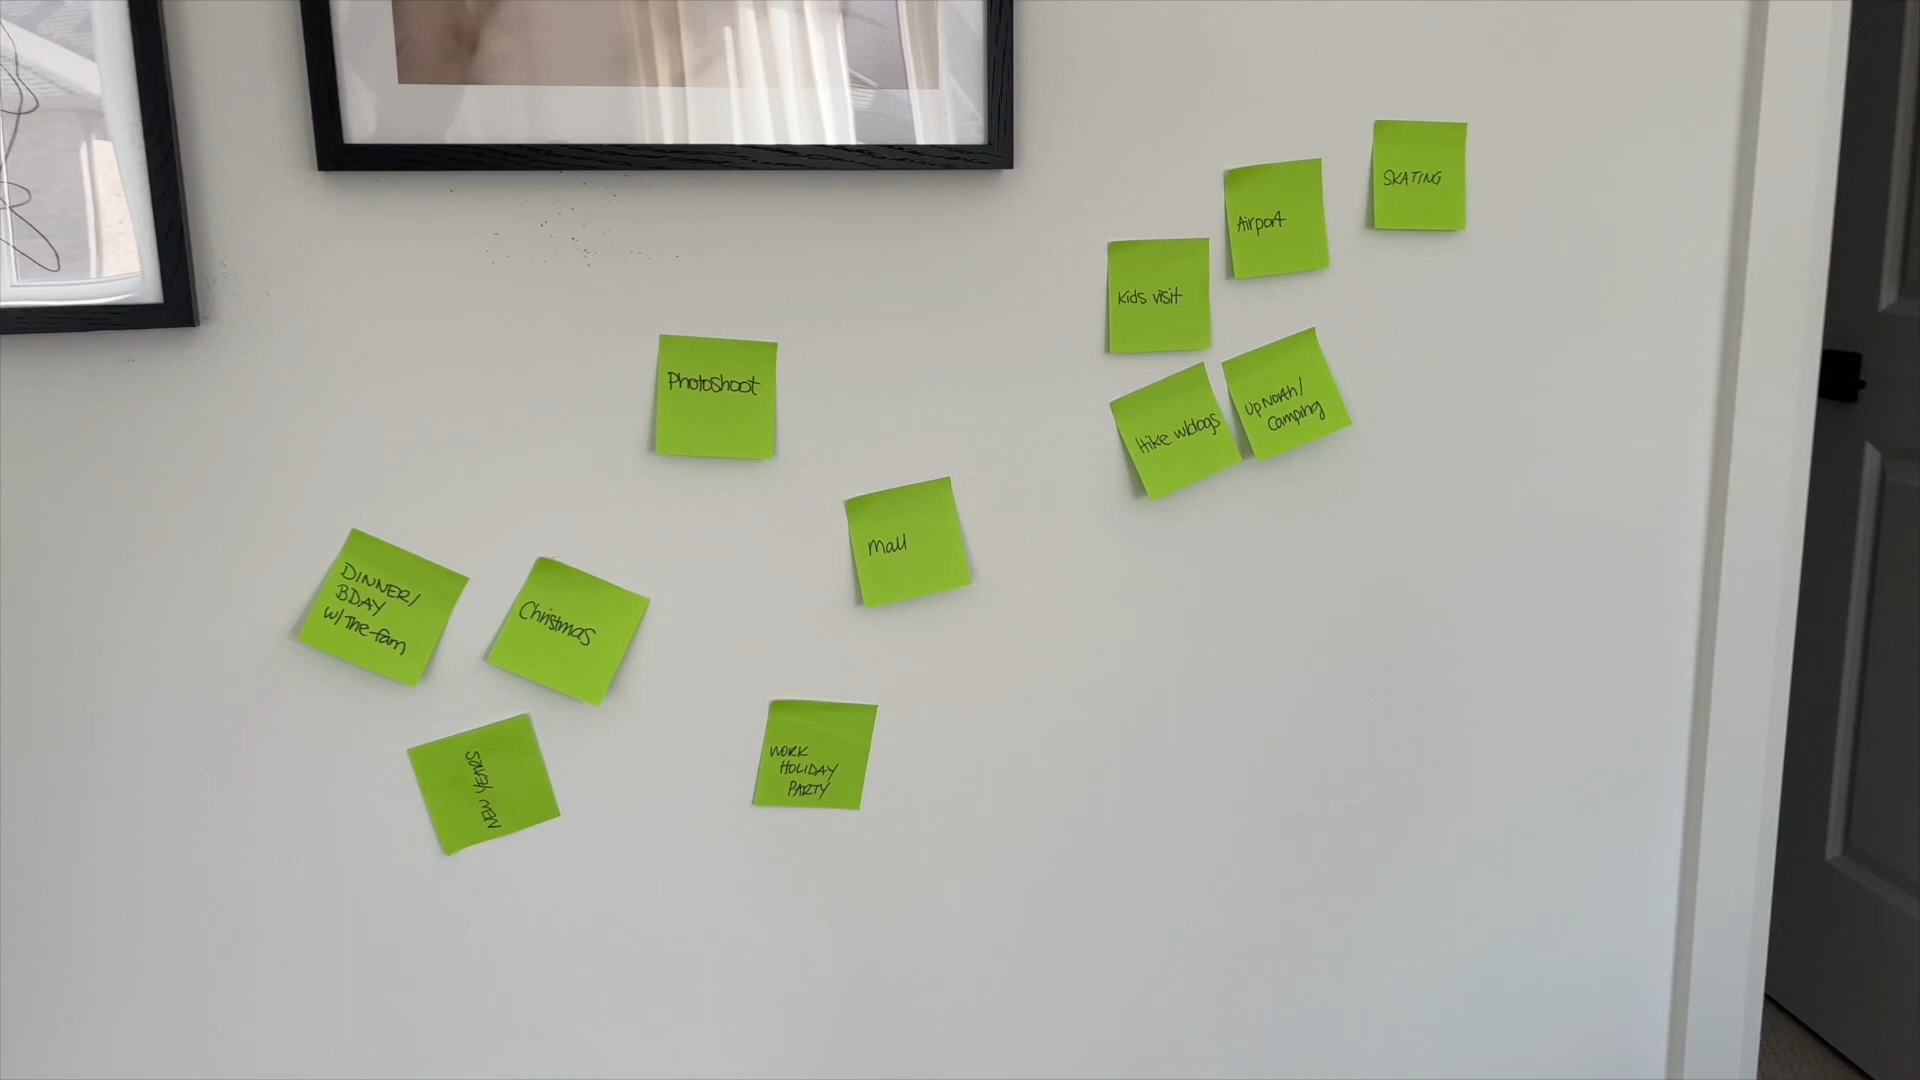 SKATING
Airport
Kids visit
Photoshoot
Up NORTH/
Camping
Hike w/dogs
Mall
DINNER/
BDAY
w/ The fam
Christmas
NEW YEARS
WORK
HOLIDAY
PARTY